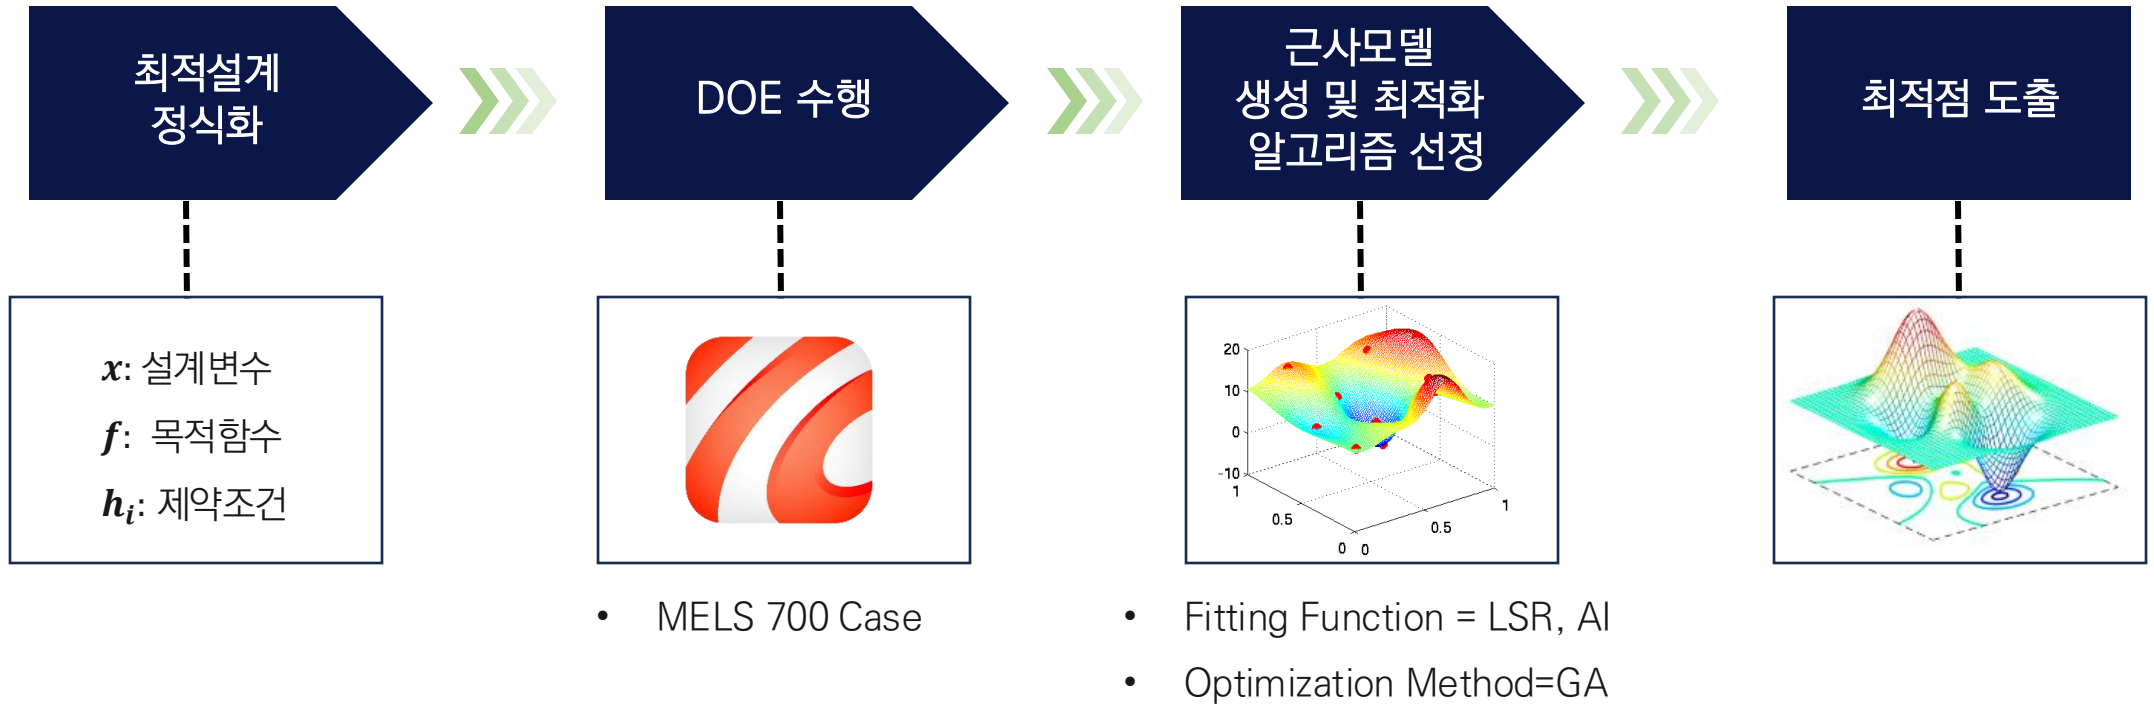 최적설계
정식화
DOE 수행
근사모델
생성 및 최적화
알고리즘 선정
최적점 도출
x: 설계변수
f: 목적함수
h_i: 제약조건
20
10
0
-10
1
0.5
0
0
0.5
1
• MELS 700 Case
• Fitting Function = LSR, AI
• Optimization Method=GA